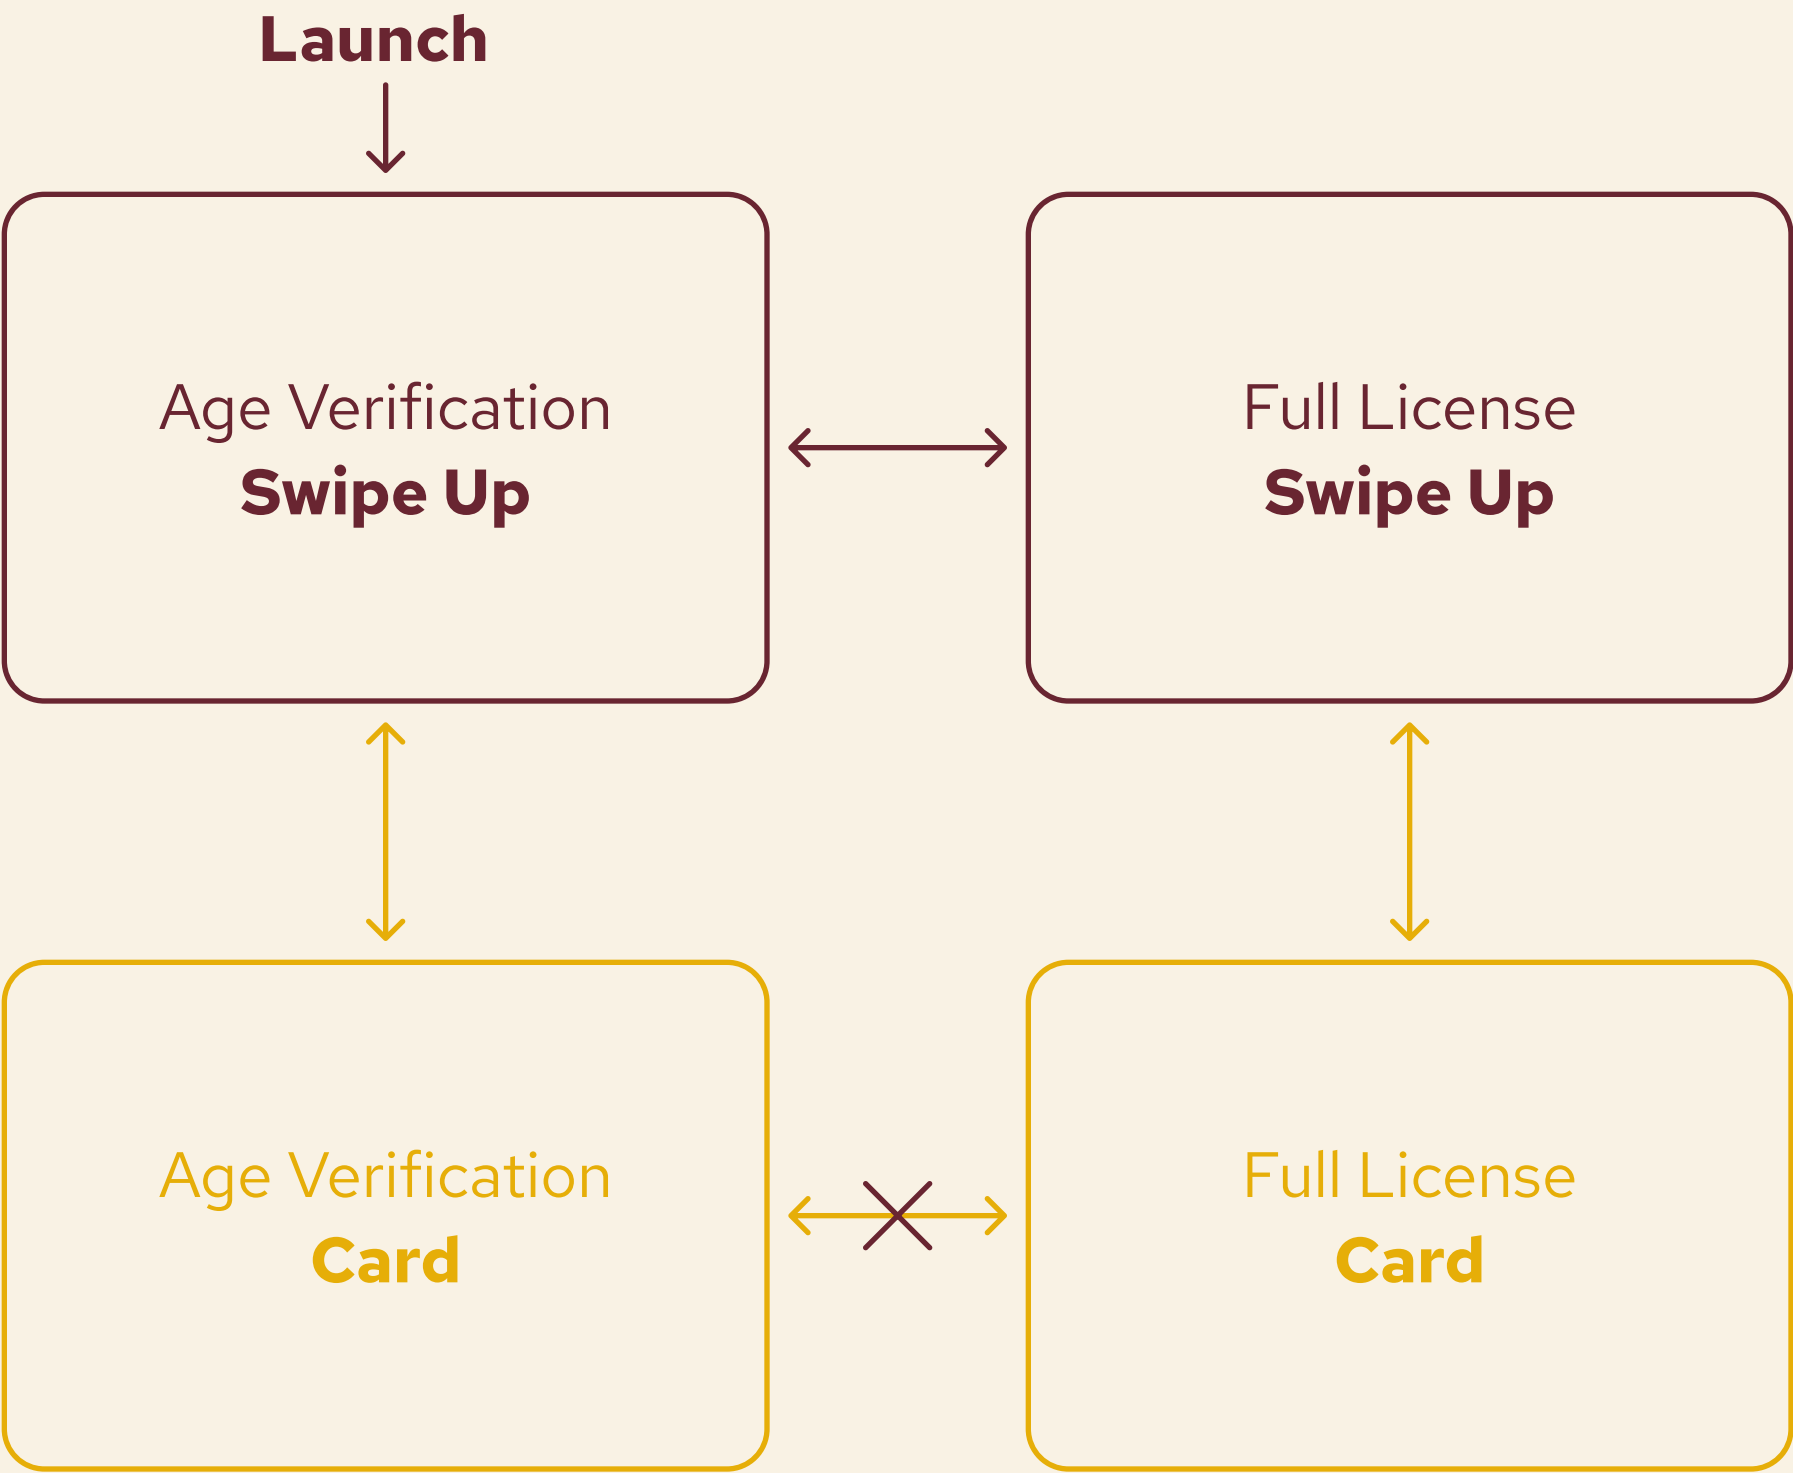 Launch
Age Verification
Swipe Up
Full License
Swipe Up
Age Verification
Card
Full License
Card